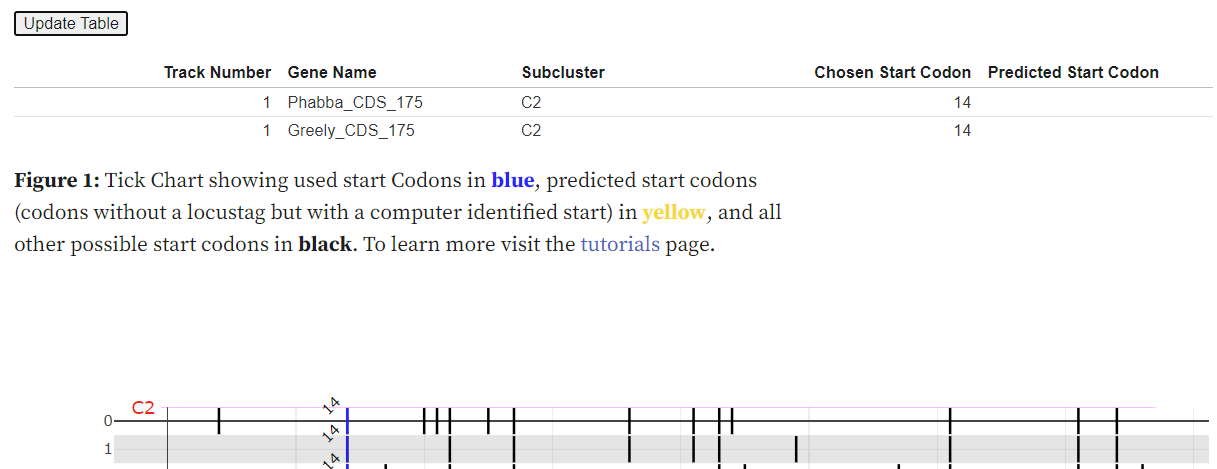 Update Table
Track Number Gene Name Subcluster Chosen Start Codon Predicted Start Codon
1 Phabba_CDS_175 C2 14
1 Greely_CDS_175 C2 14
Figure 1: Tick Chart showing used start Codons in blue, predicted start codons
(codons without a locustag but with a computer identified start) in yellow, and all
other possible start codons in black. To learn more visit the tutorials page.
C2 14
0
14
1
14